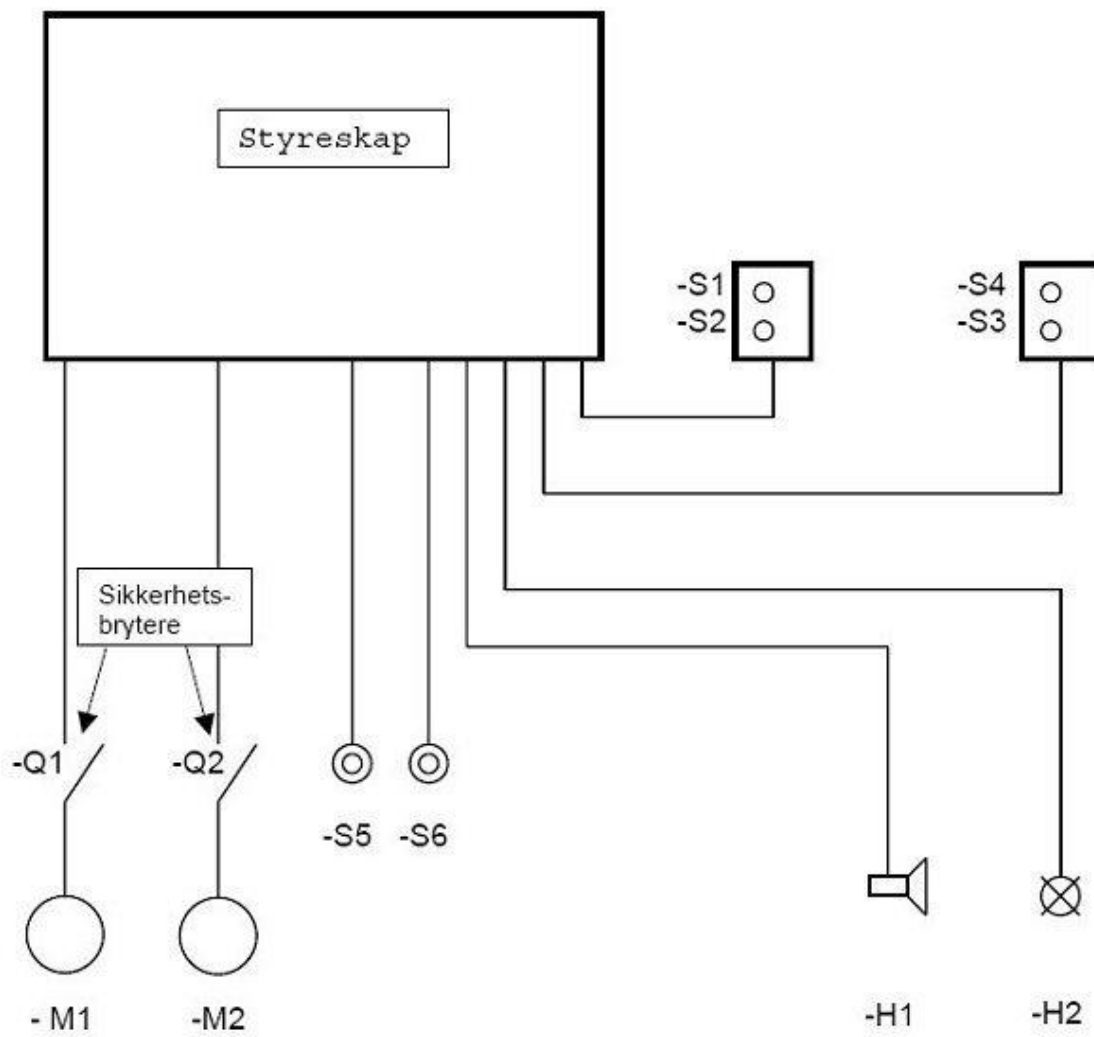 Styreskap
-S1
-S2
-S4
-S3
Sikkerhets-
brytere
-Q1
-Q2
-S5
-S6
- M1
-M2
-H1
-H2